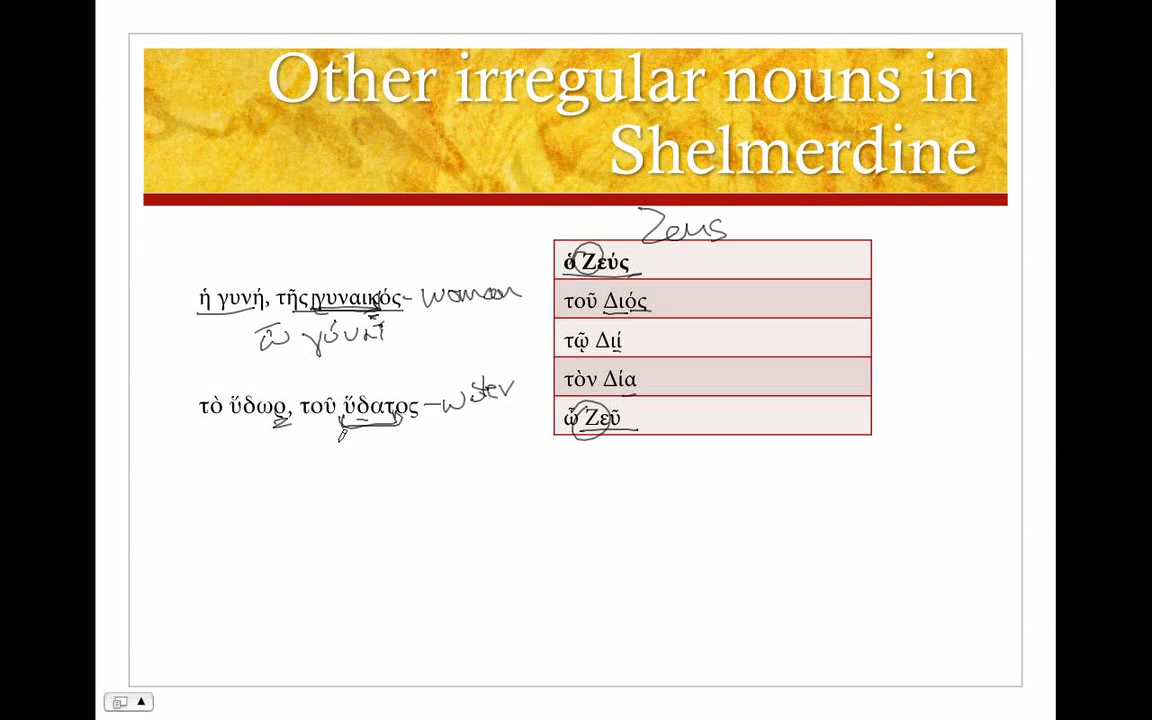 Other irregular nouns in
Shelmerdine
Zeus
ἡ γυνή, τῆς γυναικός – woman
ὦ γύναι
τὸ ὕδωρ, τοῦ ὕδατος – water
ὁ Ζεύς
τοῦ Διός
τῷ Διί
τὸν Δία
ὦ Ζεῦ